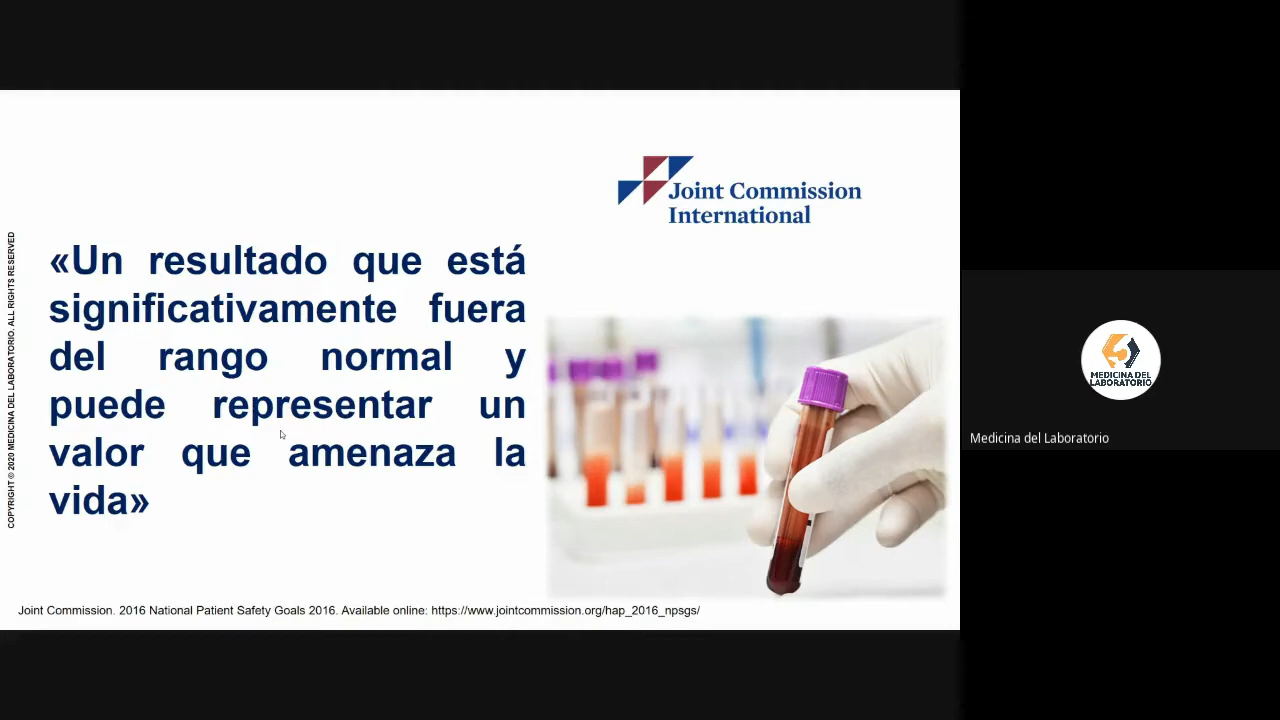 Joint Commission
International
«Un resultado que está
significativamente fuera
del rango normal y
puede representar un
valor que amenaza la
vida»
COPYRIGHT © 2020 MEDICINA DEL LABORATORIO. ALL RIGHTS RESERVED
Joint Commission. 2016 National Patient Safety Goals 2016. Available online: https://www.jointcommission.org/hap_2016_npsgs/
MEDICINA DEL
LABORATORIO
Medicina del Laboratorio